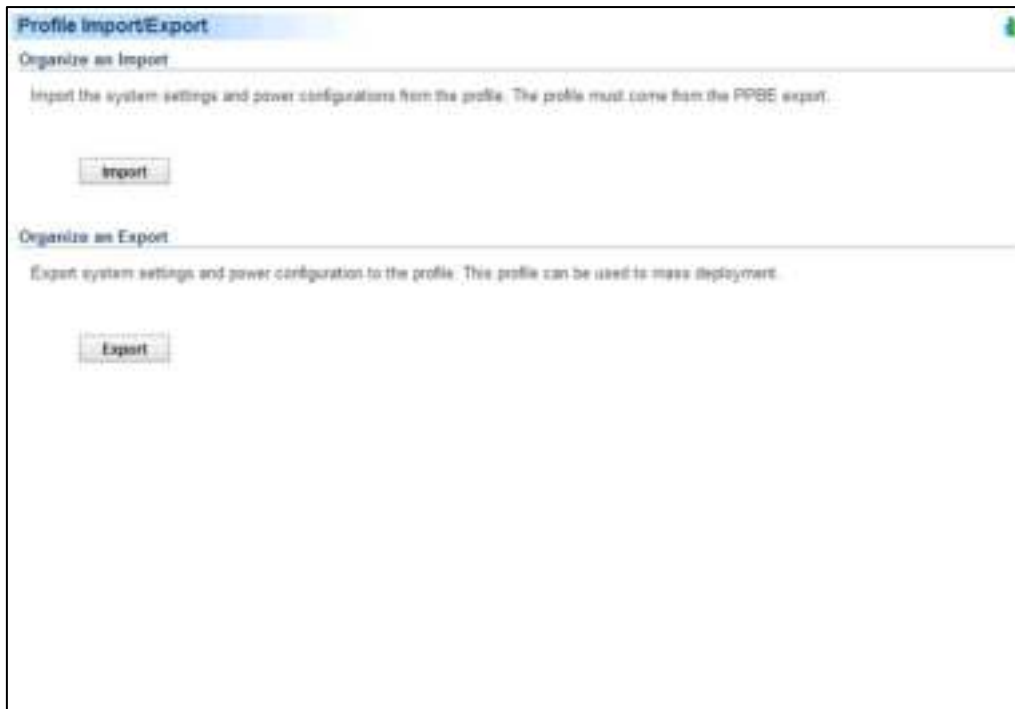 Profile Import/Export
Organize an Import
Import the system settings and power configurations from the profile. The profile must come from the PPBE export.
Import
Organize an Export
Export system settings and power configuration to the profile. This profile can be used to mass deployment.
Export